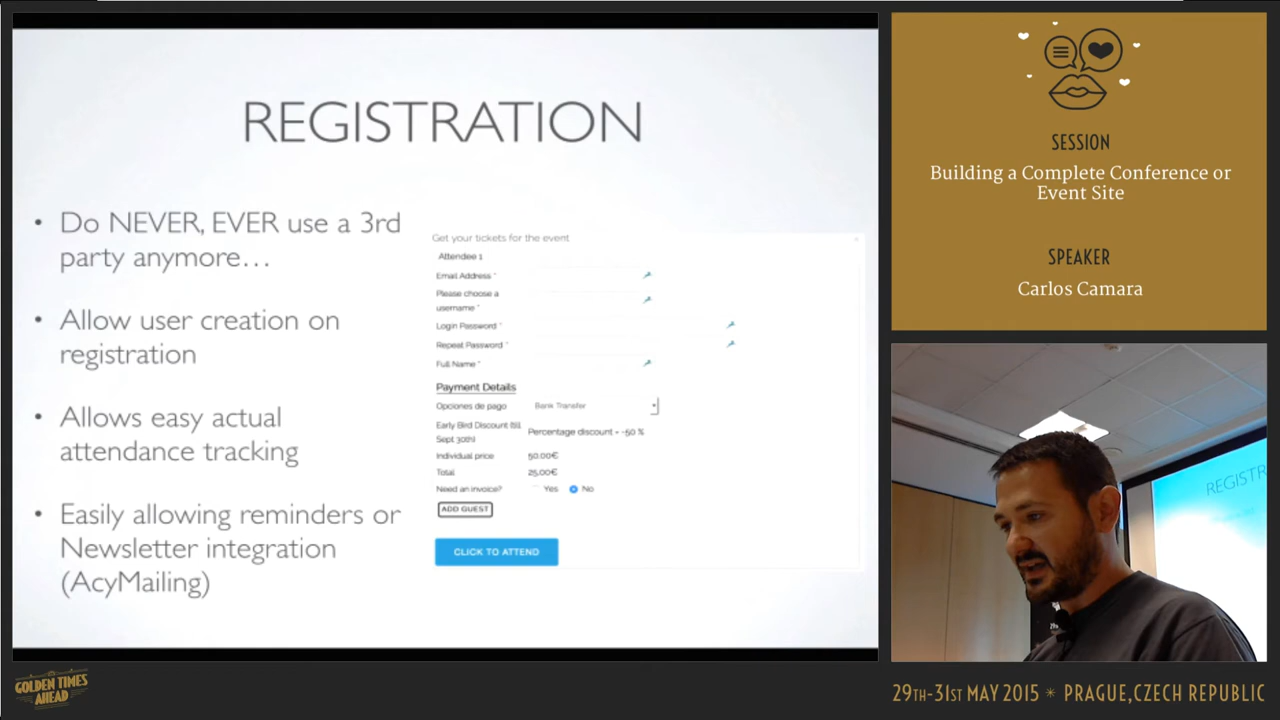 REGISTRATION
• Do NEVER, EVER use a 3rd
party anymore…
• Allow user creation on
registration
• Allows easy actual
attendance tracking
• Easily allowing reminders or
Newsletter integration
(AcyMailing)
Get your tickets for the event
×
Attendee 1
Email Address *
Please choose a
username *
Login Password *
Repeat Password *
Full Name *
Payment Details
Opciones de pago
Bank Transfer
Early Bird Discount (till
Sept 30th)
Percentage discount - -50 %
Individual price
50.00€
Total
25.00€
Need an invoice?
Yes
No
ADD GUEST
CLICK TO ATTEND
SESSION
Building a Complete Conference or
Event Site
SPEAKER
Carlos Camara
REGISTR
GOLDEN TIMES
AHEAD
29TH-31ST MAY 2015 * PRAGUE, CZECH REPUBLIC